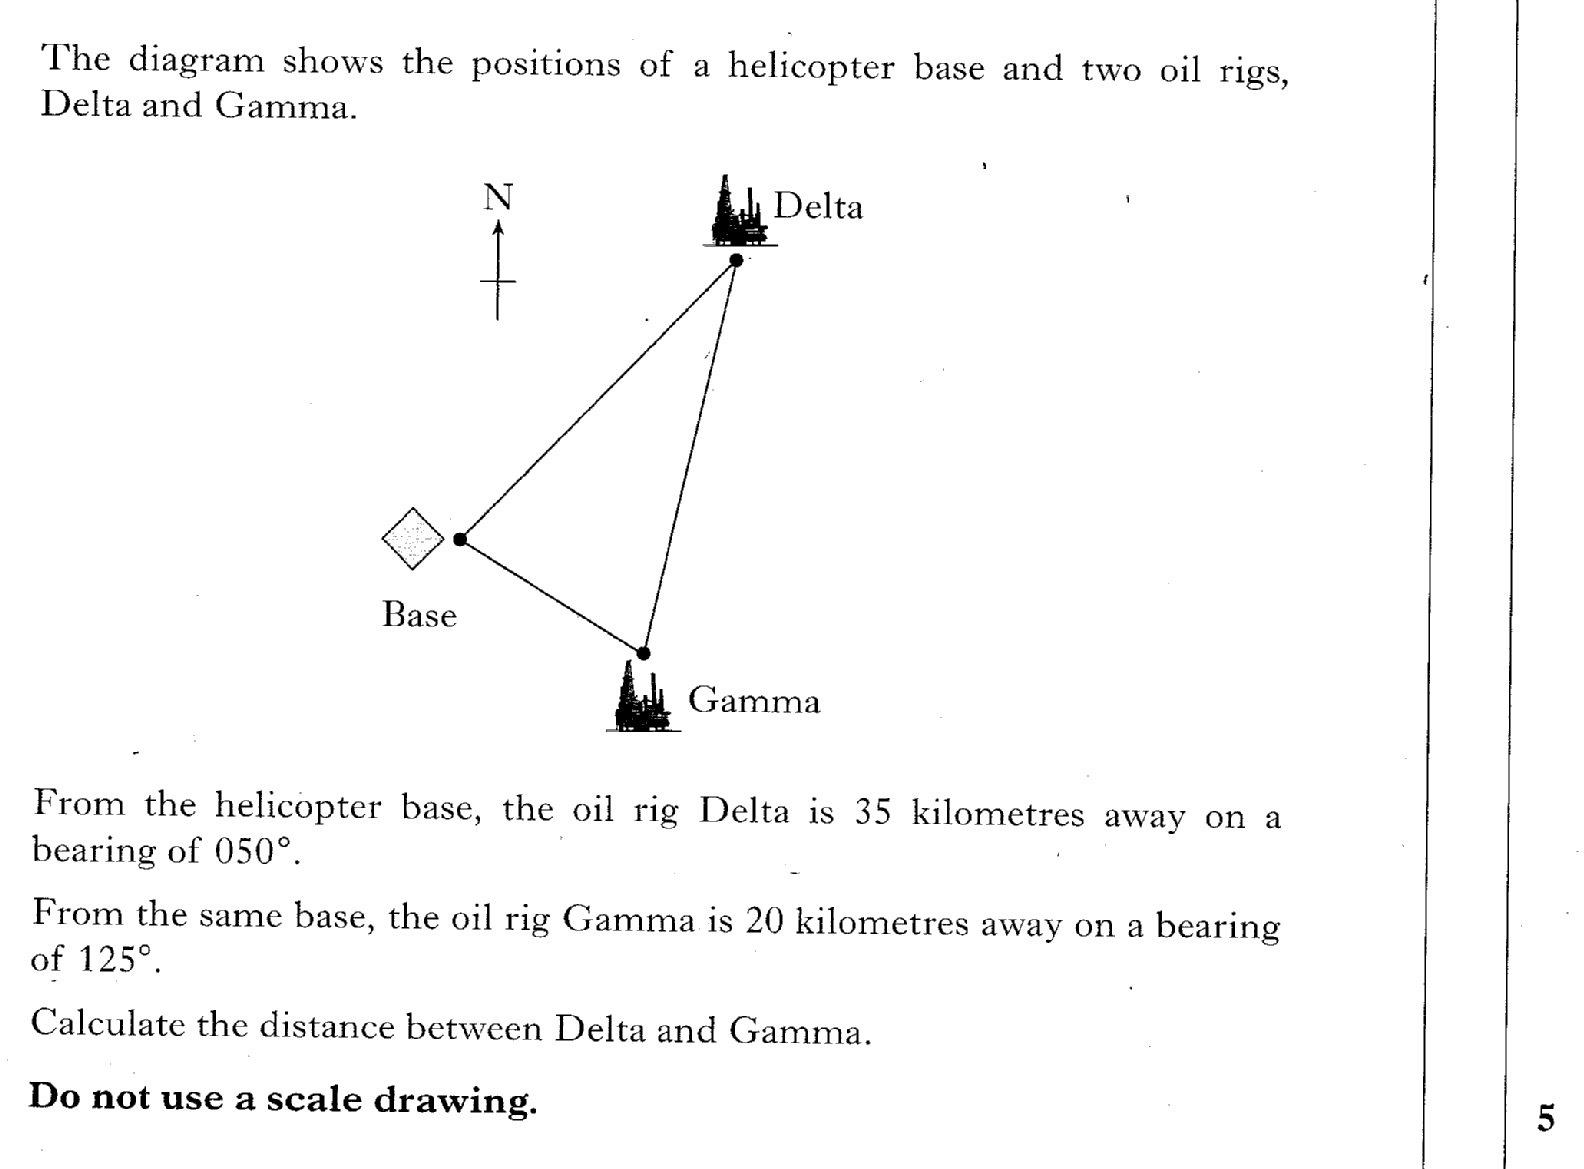 The diagram shows the positions of a helicopter base and two oil rigs,
Delta and Gamma.
N
Delta
Base
Gamma
From the helicopter base, the oil rig Delta is 35 kilometres away on a
bearing of 050°.
From the same base, the oil rig Gamma is 20 kilometres away on a bearing
of 125°.
Calculate the distance between Delta and Gamma.
Do not use a scale drawing.
5